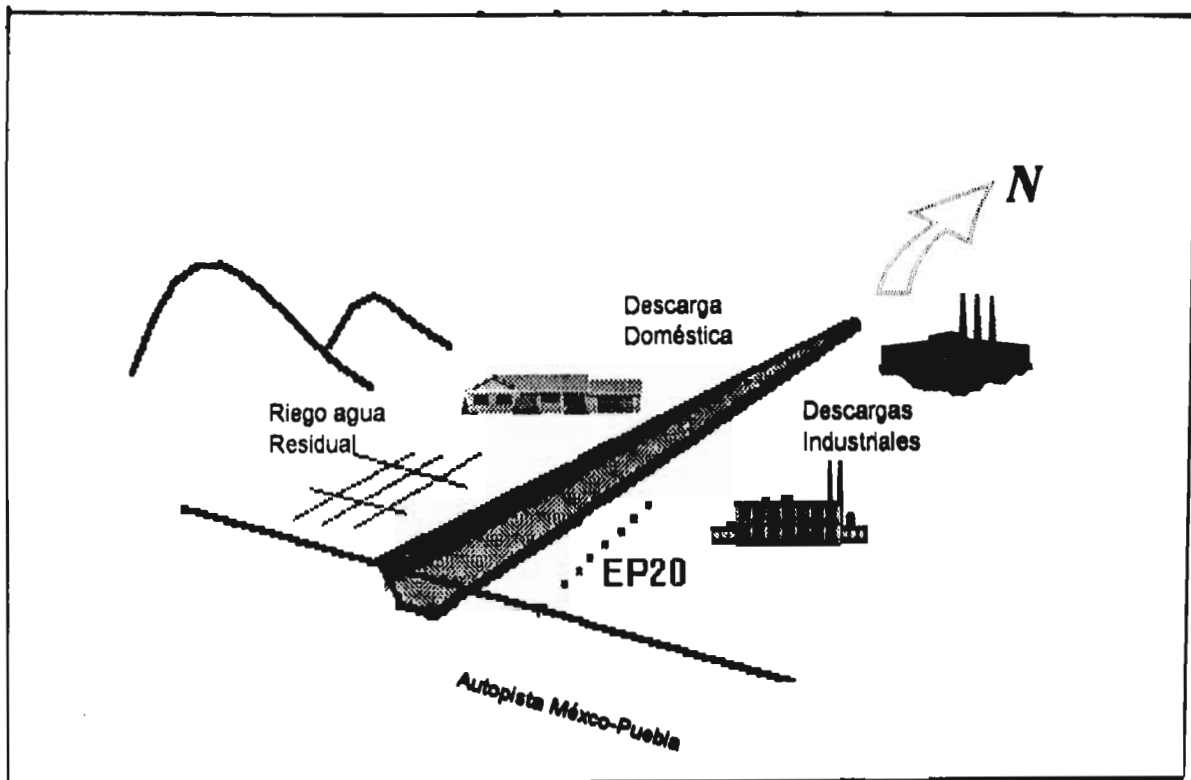 N
Descarga
Doméstica
Riego agua
Residual
Descargas
Industriales
EP20
Autopista Méxco-Puebla